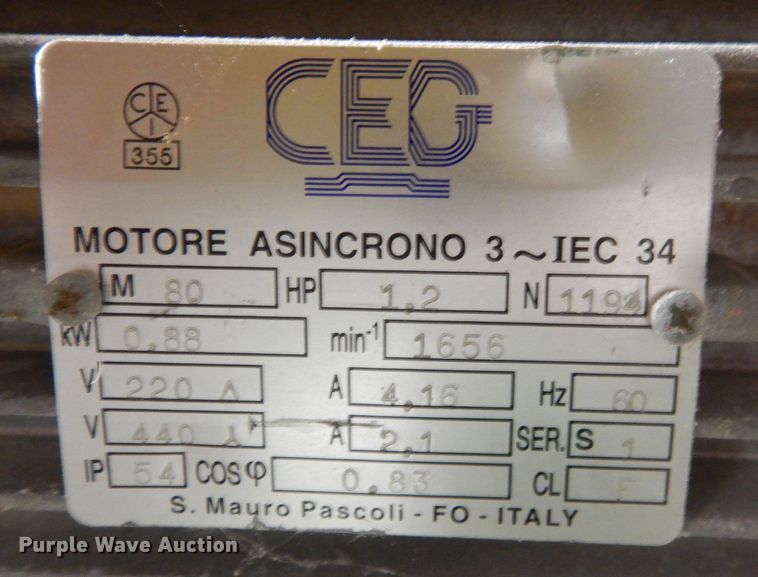 CEI
355
CEG
MOTORE ASINCRONO 3~IEC 34
M 80 HP 1,2 N 1194
kW 0.88 min-1 1656
V 220 Δ A 4,16 Hz 60
V 440 Y A 2,1 SER. S 1
IP 54 COSφ 0.83 CL F
S. Mauro Pascoli - FO - ITALY
Purple Wave Auction